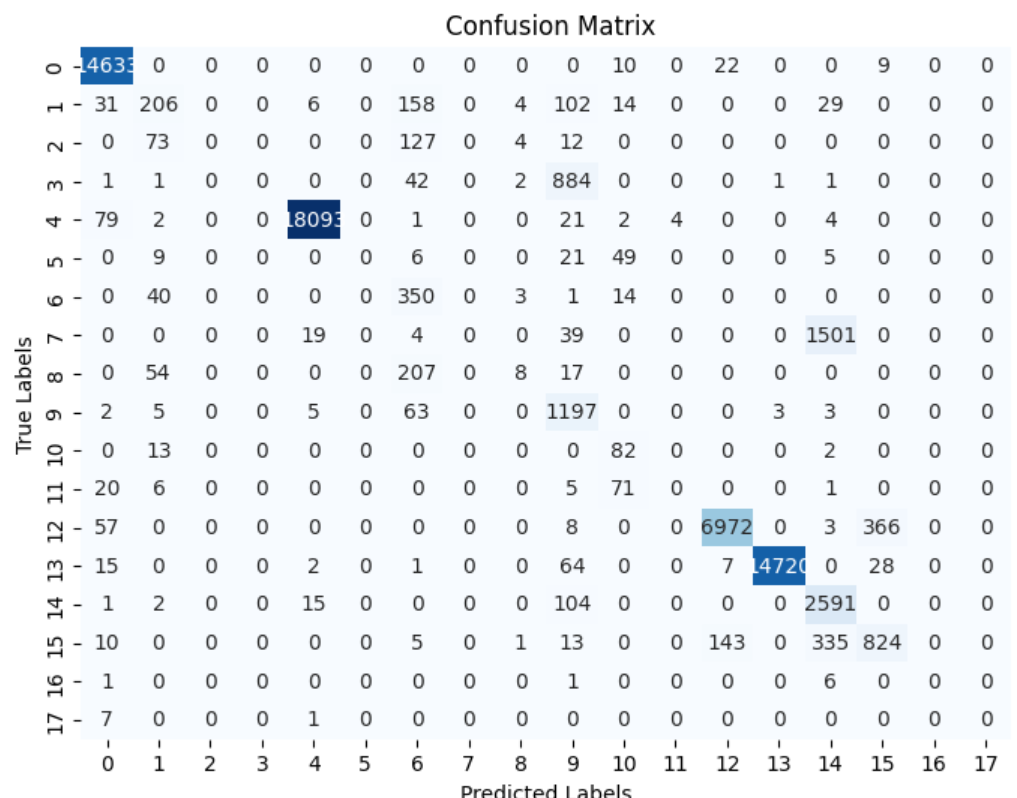 Confusion Matrix
True Labels
0 14633 0 0 0 0 0 0 0 0 0 10 0 22 0 0 9 0 0
1 31 206 0 0 6 0 158 0 4 102 14 0 0 0 29 0 0 0
2 0 73 0 0 0 0 127 0 4 12 0 0 0 0 0 0 0 0
3 1 1 0 0 0 0 42 0 2 884 0 0 0 1 1 0 0 0
4 79 2 0 0 18093 0 1 0 0 21 2 4 0 0 4 0 0 0
5 0 9 0 0 0 0 6 0 0 21 49 0 0 0 5 0 0 0
6 0 40 0 0 0 0 350 0 3 1 14 0 0 0 0 0 0 0
7 0 0 0 0 19 0 4 0 0 39 0 0 0 0 1501 0 0 0
8 0 54 0 0 0 0 207 0 8 17 0 0 0 0 0 0 0 0
9 2 5 0 0 5 0 63 0 0 1197 0 0 0 3 3 0 0 0
10 0 13 0 0 0 0 0 0 0 0 82 0 0 0 2 0 0 0
11 20 6 0 0 0 0 0 0 0 5 71 0 0 0 1 0 0 0
12 57 0 0 0 0 0 0 0 0 8 0 0 6972 0 3 366 0 0
13 15 0 0 0 2 0 1 0 0 64 0 0 7 14720 0 28 0 0
14 1 2 0 0 15 0 0 0 0 104 0 0 0 0 2591 0 0 0
15 10 0 0 0 0 0 5 0 1 13 0 0 143 0 335 824 0 0
16 1 0 0 0 0 0 0 0 0 1 0 0 0 0 6 0 0 0
17 7 0 0 0 1 0 0 0 0 0 0 0 0 0 0 0 0 0
0 1 2 3 4 5 6 7 8 9 10 11 12 13 14 15 16 17
Predicted Labels